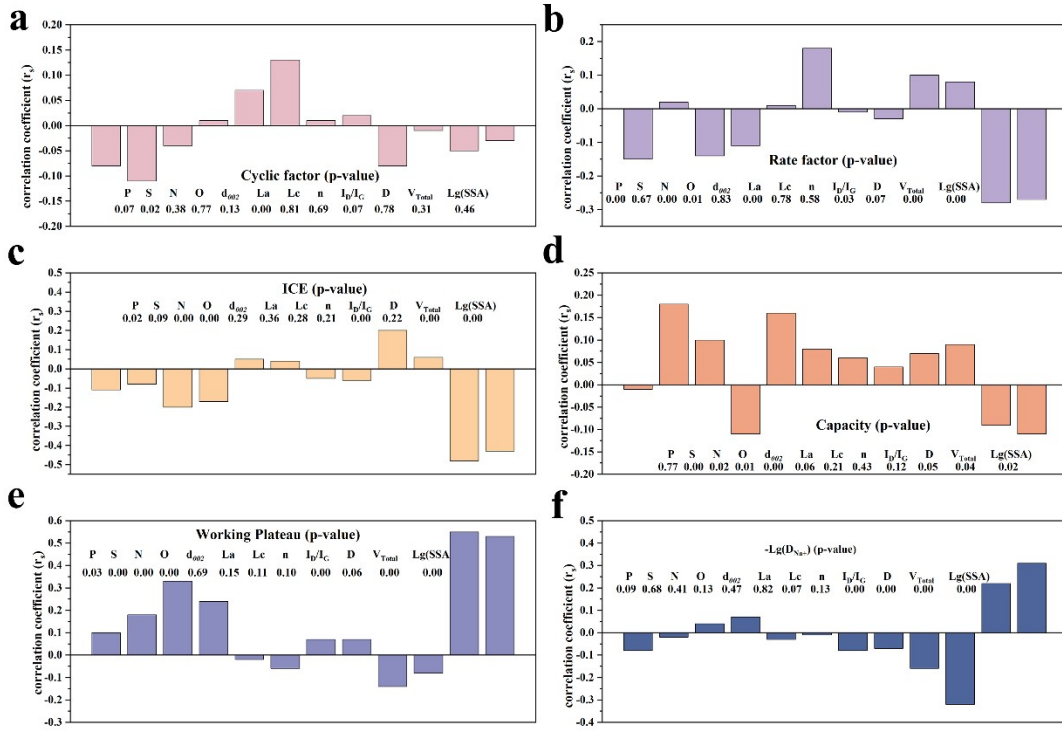 a
correlation coefficient (rs)
0.20
0.15
0.10
0.05
0.00
-0.05
-0.10
-0.15
-0.20
Cyclic factor (p-value)
P S N O d002 La Lc n ID/IG D VTotal Lg(SSA)
0.07 0.02 0.38 0.77 0.13 0.00 0.81 0.69 0.07 0.78 0.31 0.46
b
correlation coefficient (rs)
0.2
0.1
0.0
-0.1
-0.2
-0.3
Rate factor (p-value)
P S N O d002 La Lc n ID/IG D VTotal Lg(SSA)
0.00 0.67 0.00 0.01 0.83 0.00 0.78 0.58 0.03 0.07 0.00 0.00
c
correlation coefficient (rs)
0.5
0.4
0.3
0.2
0.1
0.0
-0.1
-0.2
-0.3
-0.4
-0.5
ICE (p-value)
P S N O d002 La Lc n ID/IG D VTotal Lg(SSA)
0.02 0.09 0.00 0.00 0.29 0.36 0.28 0.21 0.00 0.22 0.00 0.00
d
correlation coefficient (rs)
0.25
0.20
0.15
0.10
0.05
0.00
-0.05
-0.10
-0.15
-0.20
Capacity (p-value)
P S N O d002 La Lc n ID/IG D VTotal Lg(SSA)
0.77 0.00 0.02 0.01 0.00 0.06 0.21 0.43 0.12 0.05 0.04 0.02
e
correlation coefficient (rs)
0.6
0.5
0.4
0.3
0.2
0.1
0.0
-0.1
-0.2
-0.3
Working Plateau (p-value)
P S N O d002 La Lc n ID/IG D VTotal Lg(SSA
0.03 0.00 0.00 0.00 0.69 0.15 0.11 0.10 0.00 0.06 0.00 0.00
f
correlation coefficient (rs)
0.5
0.4
0.3
0.2
0.1
0.0
-0.1
-0.2
-0.3
-0.4
-Lg(DNa+) (p-value)
P S N O d002 La Lc n ID/IG D VTotal Lg(SSA)
0.09 0.68 0.41 0.13 0.47 0.82 0.07 0.13 0.00 0.00 0.00 0.00